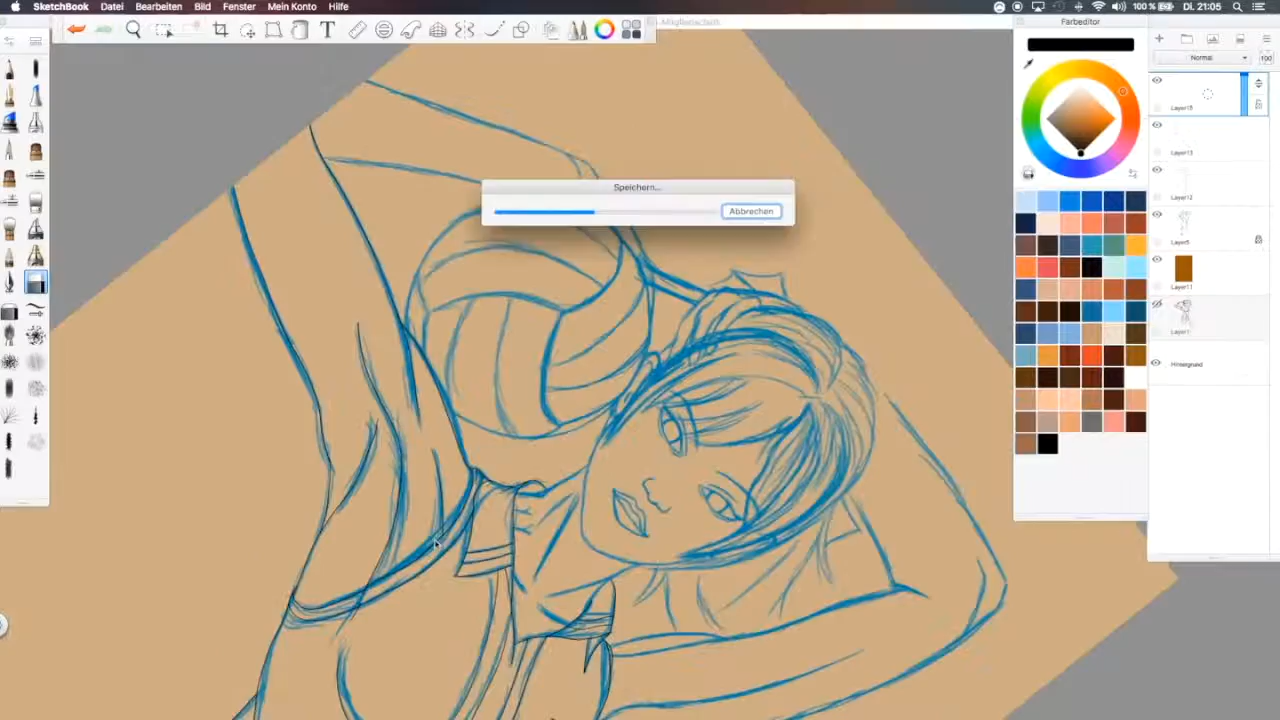 SketchBook Datei Bearbeiten Bild Fenster Mein Konto Hilfe 100 % Di. 21:05
Mitgliedschaft
Farbeditor
Normal 100
Layer15
Layer13
Layer12
Layer5
Layer11
Layer1
Hintergrund
Speichern...
Abbrechen